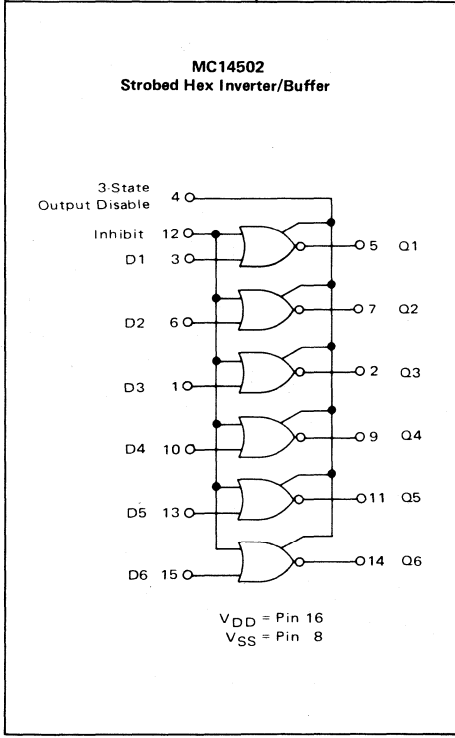 MC14502
Strobed Hex Inverter/Buffer
3-State
Output Disable 4
Inhibit 12
D1 3 5 Q1
D2 6 7 Q2
D3 1 2 Q3
D4 10 9 Q4
D5 13 11 Q5
D6 15 14 Q6
VDD = Pin 16
VSS = Pin 8